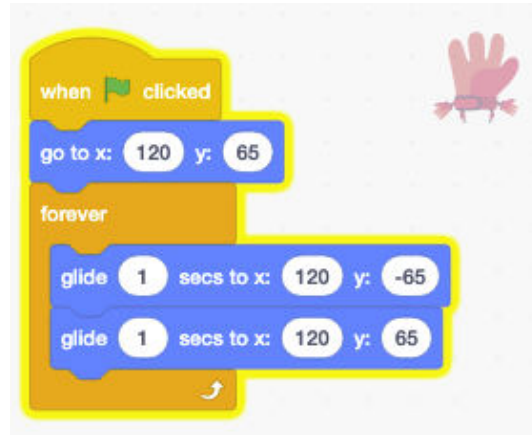 when clicked
go to x: 120 y: 65
forever
glide 1 secs to x: 120 y: -65
glide 1 secs to x: 120 y: 65